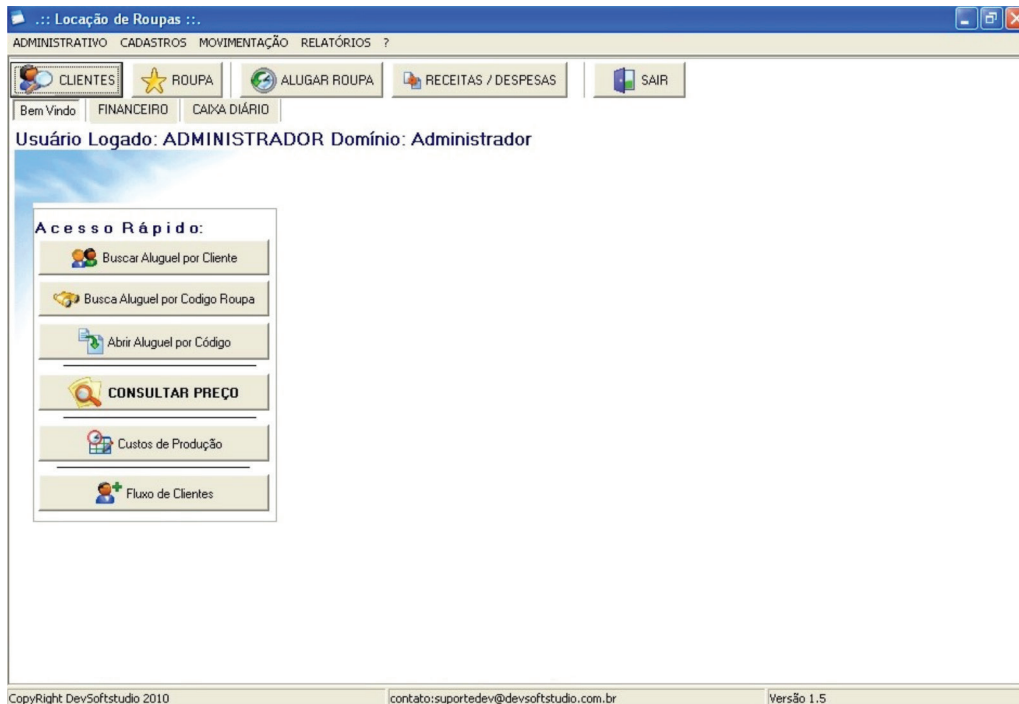 .:: Locação de Roupas ::.
ADMINISTRATIVO CADASTROS MOVIMENTAÇÃO RELATÓRIOS ?
CLIENTES ROUPA ALUGAR ROUPA RECEITAS / DESPESAS SAIR
Bem Vindo FINANCEIRO CAIXA DIÁRIO
Usuário Logado: ADMINISTRADOR Domínio: Administrador
Acesso Rápido:
Buscar Aluguel por Cliente
Busca Aluguel por Codigo Roupa
Abrir Aluguel por Código
CONSULTAR PREÇO
Custos de Produção
Fluxo de Clientes
CopyRight DevSoftstudio 2010 contato:suportedev@devsoftstudio.com.br Versão 1.5